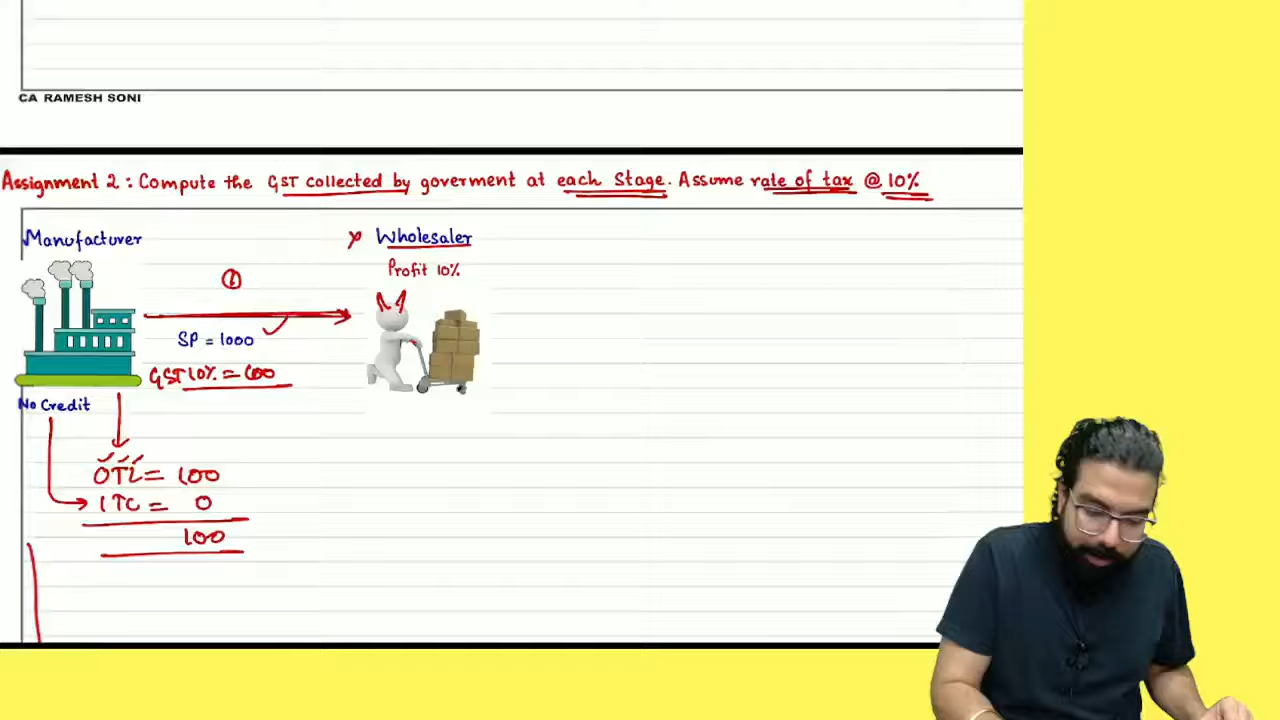 CA RAMESH SONI
Assignment 2 : Compute the GST collected by goverment at each Stage. Assume rate of tax @ 10%
Manufacturer
Wholesaler
Profit 10%
①
SP = 1000
GST 10% = 100
No Credit
OTL = 100
ITC = 0
100